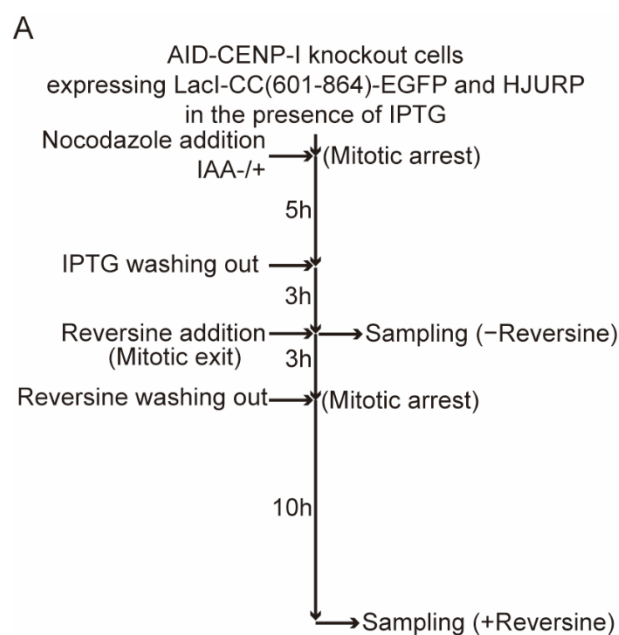 A
AID-CENP-I knockout cells
expressing LacI-CC(601-864)-EGFP and HJURP
in the presence of IPTG
Nocodazole addition
IAA-/+
(Mitotic arrest)
5h
IPTG washing out
3h
Reversine addition
(Mitotic exit)
Sampling (−Reversine)
3h
Reversine washing out
(Mitotic arrest)
10h
Sampling (+Reversine)